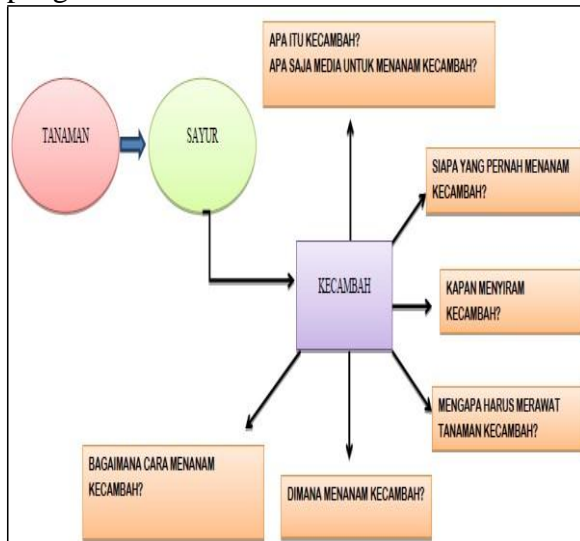 TANAMAN
SAYUR
APA ITU KECAMBAH?
APA SAJA MEDIA UNTUK MENANAM KECAMBAH?
SIAPA YANG PERNAH MENANAM
KECAMBAH?
KECAMBAH
KAPAN MENYIRAM
KECAMBAH?
MENGAPA HARUS MERAWAT
TANAMAN KECAMBAH?
BAGAIMANA CARA MENANAM
KECAMBAH?
DIMANA MENANAM KECAMBAH?